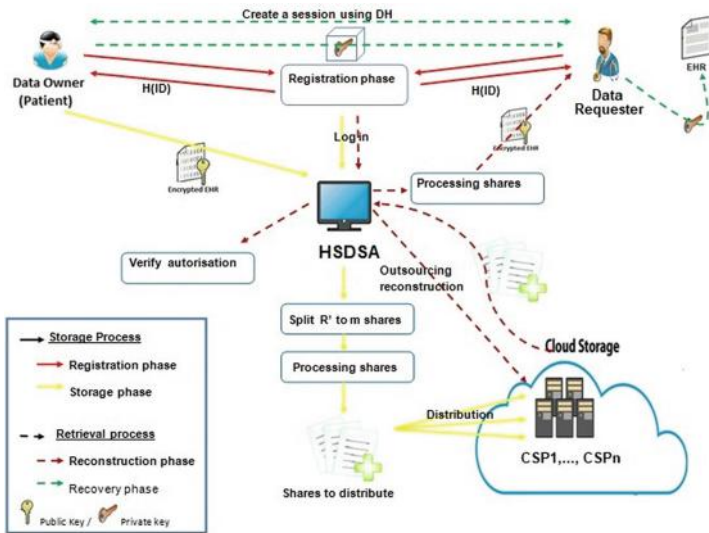 Create a session using DH
EHR
Registration phase
Data Owner
(Patient)
H(ID)
H(ID)
Data
Requester
Log in
Encrypted EHR
Encrypted EHR
Processing shares
HSDSA
Verify autorisation
Outsourcing
reconstruction
Split R' to m shares
Processing shares
Cloud Storage
Distribution
CSP1,..., CSPn
Shares to distribute
Storage Process
Registration phase
Storage phase
Retrieval process
Reconstruction phase
Recovery phase
Public Key / Private key